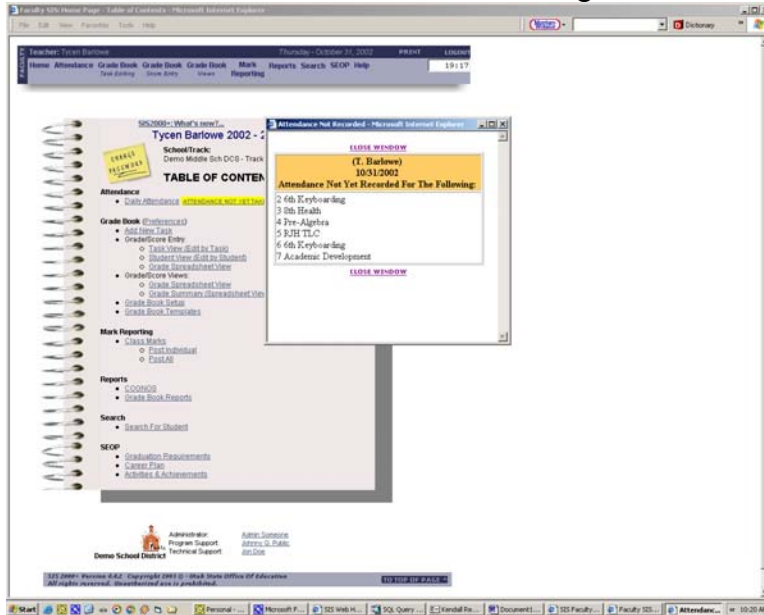 Faculty SIS: Home Page - Table of Contents - Microsoft Internet Explorer
File Edit View Favorites Tools Help
Dictionary
FACULTY
Teacher: Tycen Barlowe Thursday - October 31, 2002 PRINT LOGOUT
Home Attendance Grade Book Grade Book Grade Book Mark Reports Search SEOP Help 19:17
Task Editing Score Entry Views Reporting
SIS2000+: What's new?...
Tycen Barlowe 2002 - 2
CHANGE PASSWORD
School/Track:
Demo Middle Sch DCS - Track
TABLE OF CONTEN
Attendance
Daily Attendance ATTENDANCE NOT YET TAK
Grade Book (Preferences)
Add New Task
Grade/Score Entry:
Task View (Edit by Task)
Student View (Edit by Student)
Grade Spreadsheet View
Grade/Score Views:
Grade Spreadsheet View
Grade Summary (Spreadsheet View
Grade Book Setup
Grade Book Templates
Mark Reporting
Class Marks
Post Individual
Post All
Reports
COGNOS
Grade Book Reports
Search
Search For Student
SEOP
Graduation Requirements
Career Plan
Activities & Achievements
Attendance Not Recorded - Microsoft Internet Explorer
CLOSE WINDOW
(T. Barlowe)
10/31/2002
Attendance Not Yet Recorded For The Following:
2 6th Keyboarding
3 8th Health
4 Pre-Algebra
5 RJH TLC
6 6th Keyboarding
7 Academic Development
CLOSE WINDOW
Demo School District
Administrator: Admin Someone
Program Support: Johnny Q. Public
Technical Support: Jon Doe
SIS 2000+ Version 4.4.2 Copyright 2003 © - Utah State Office Of Education
All rights reserved. Unauthorized use is prohibited.
TO TOP OF PAGE
Start Personal - ... Microsoft F... SIS Web H... SQL Query ... Kendall Re... Document1... SIS Faculty... Faculty SIS... Attendanc... 10:20 AM